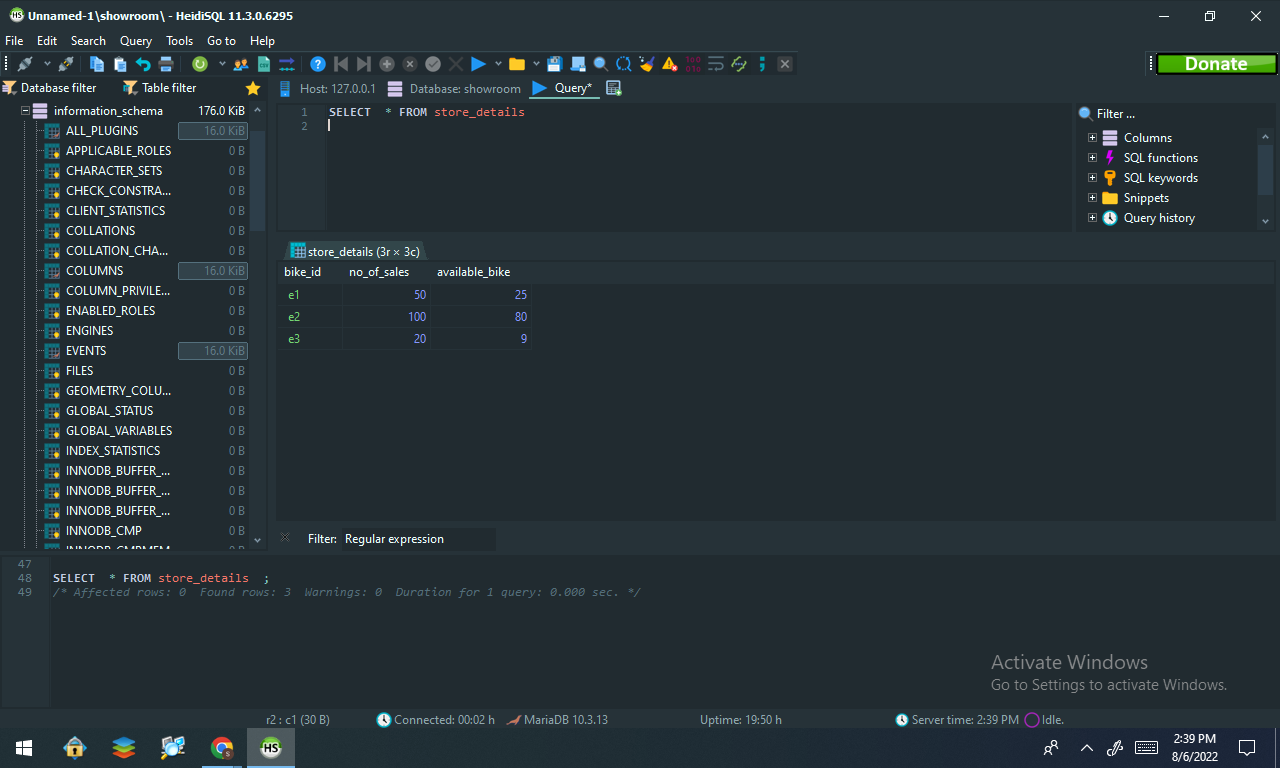 Unnamed-1\showroom\ - HeidiSQL 11.3.0.6295
File Edit Search Query Tools Go to Help
Donate
Database filter Table filter
Host: 127.0.0.1 Database: showroom Query*
information_schema 176.0 KiB
ALL_PLUGINS 16.0 KiB
APPLICABLE_ROLES 0 B
CHARACTER_SETS 0 B
CHECK_CONSTRA... 0 B
CLIENT_STATISTICS 0 B
COLLATIONS 0 B
COLLATION_CHA... 0 B
COLUMNS 16.0 KiB
COLUMN_PRIVILE... 0 B
ENABLED_ROLES 0 B
ENGINES 0 B
EVENTS 16.0 KiB
FILES 0 B
GEOMETRY_COLU... 0 B
GLOBAL_STATUS 0 B
GLOBAL_VARIABLES 0 B
INDEX_STATISTICS 0 B
INNODB_BUFFER_... 0 B
INNODB_BUFFER_... 0 B
INNODB_BUFFER_... 0 B
INNODB_CMP 0 B
1 SELECT * FROM store_details
2
Filter ...
Columns
SQL functions
SQL keywords
Snippets
Query history
store_details (3r × 3c)
bike_id no_of_sales available_bike
e1 50 25
e2 100 80
e3 20 9
Filter: Regular expression
47
48 SELECT * FROM store_details ;
49 /* Affected rows: 0 Found rows: 3 Warnings: 0 Duration for 1 query: 0.000 sec. */
Activate Windows
Go to Settings to activate Windows.
r2 : c1 (30 B) Connected: 00:02 h MariaDB 10.3.13 Uptime: 19:50 h Server time: 2:39 PM Idle.
HS
2:39 PM
8/6/2022